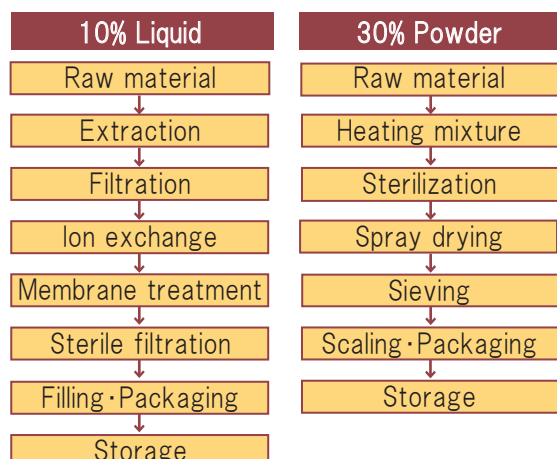 10% Liquid
Raw material
Extraction
Filtration
Ion exchange
Membrane treatment
Sterile filtration
Filling･Packaging
Storage
30% Powder
Raw material
Heating mixture
Sterilization
Spray drying
Sieving
Scaling･Packaging
Storage